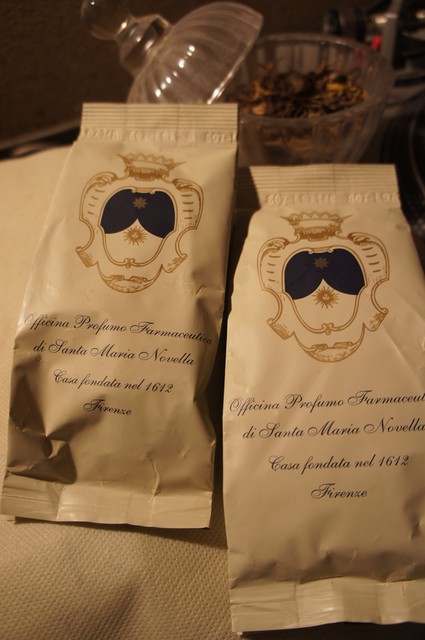 Officina Profumo Farmaceutica
di Santa Maria Novella
Casa fondata nel 1612
Firenze
Officina Profumo Farmaceut
di Santa Maria Novella
Casa fondata nel 1612
Firenze